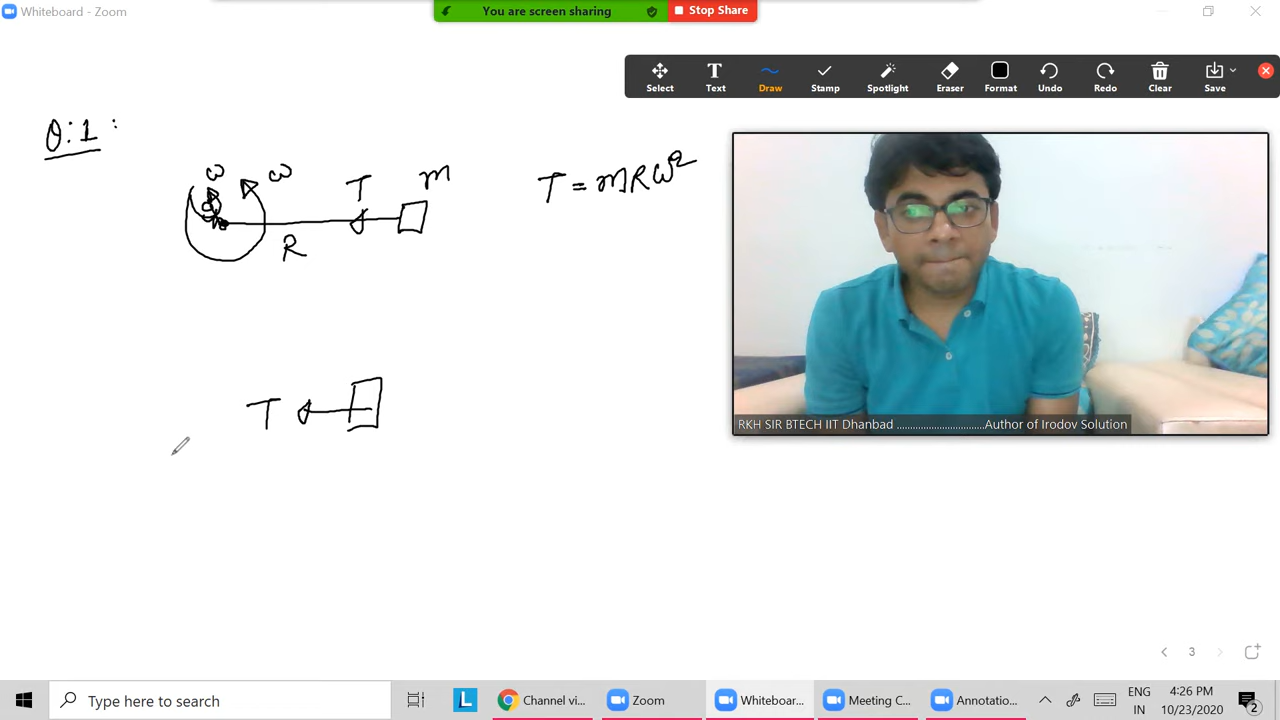 Whiteboard - Zoom
You are screen sharing
Stop Share
Select
Text
Draw
Stamp
Spotlight
Eraser
Format
Undo
Redo
Clear
Save
Q:1:
ω
ω
T
m
T = mRω²
R
T
RKH SIR BTECH IIT Dhanbad ................................Author of Irodov Solution
3
Type here to search
L
Channel vi...
Zoom
Whiteboar...
Meeting C...
Annotatio...
ENG
IN
4:26 PM
10/23/2020
2